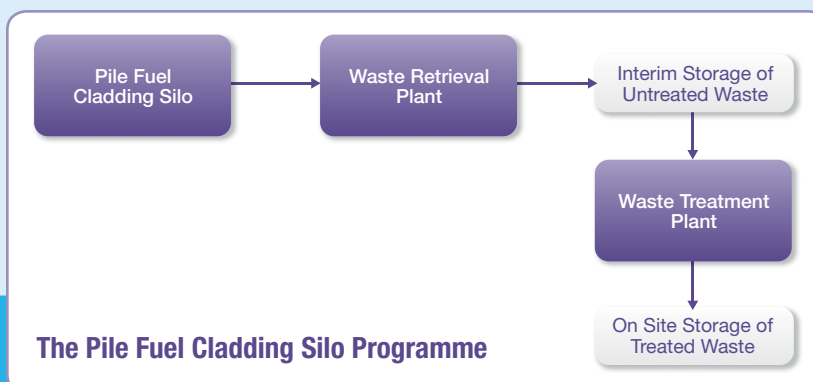 Pile Fuel
Cladding Silo
Waste Retrieval
Plant
Interim Storage of
Untreated Waste
Waste Treatment
Plant
On Site Storage of
Treated Waste
The Pile Fuel Cladding Silo Programme